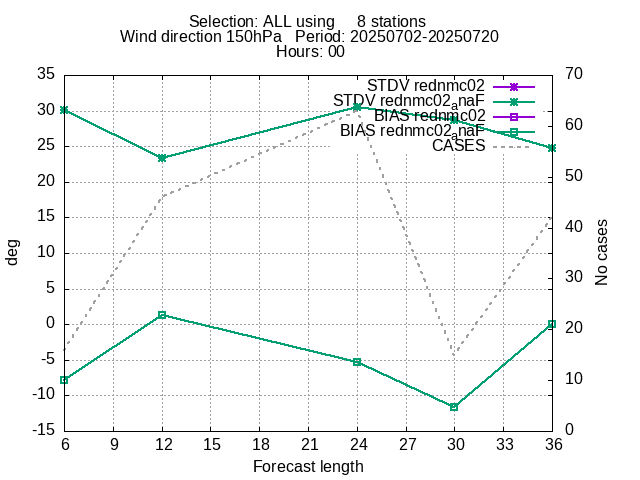 Selection: ALL using     8 stations
Wind direction 150hPa   Period: 20250702-20250720
Hours: 00
35
30
25
20
15
10
5
0
-5
-10
-15
deg
70
60
50
40
30
20
10
0
No cases
STDV rednmc02
STDV rednmc02anaF
BIAS rednmc02
BIAS rednmc02anaF
CASES
6 9 12 15 18 21 24 27 30 33 36
Forecast length